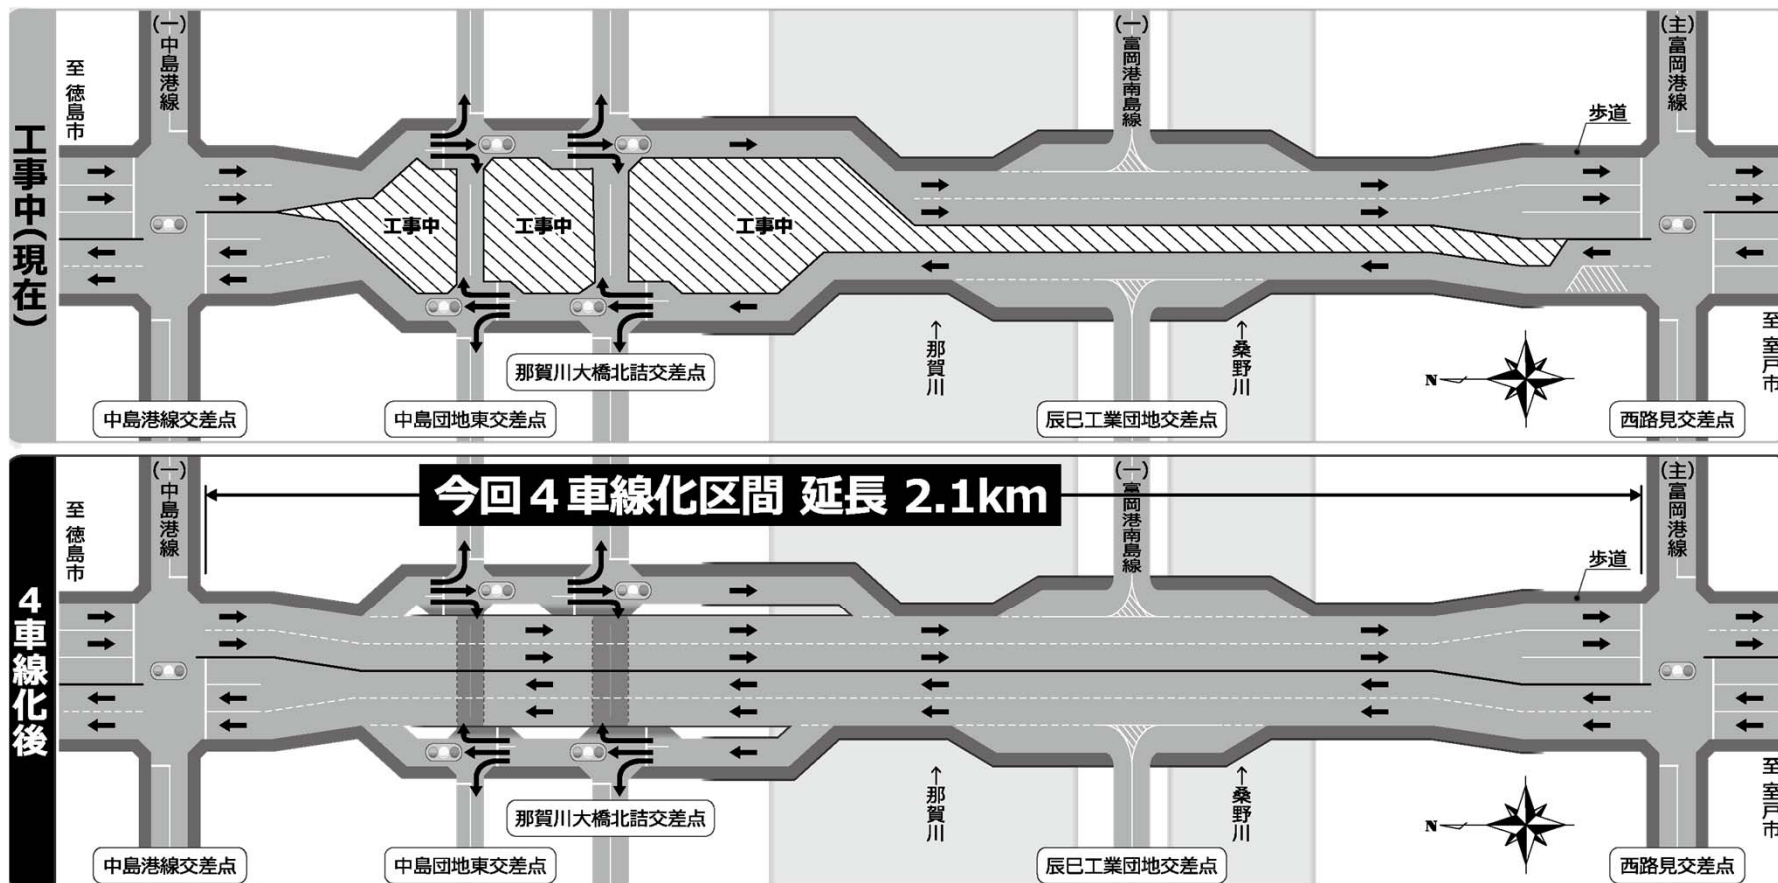 工事中(現在)
至 徳島市
(一)中島港線
(一)富岡港南島線
(主)富岡港線
歩道
工事中
工事中
工事中
↑那賀川
↑桑野川
N
至 室戸市
那賀川大橋北詰交差点
中島港線交差点
中島団地東交差点
辰巳工業団地交差点
西路見交差点
4車線化後
今回4車線化区間 延長 2.1km
至 徳島市
(一)中島港線
(一)富岡港南島線
(主)富岡港線
歩道
↑那賀川
↑桑野川
N
至 室戸市
那賀川大橋北詰交差点
中島港線交差点
中島団地東交差点
辰巳工業団地交差点
西路見交差点